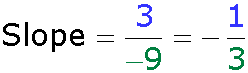 Slope = 3/−9 = − 1/3